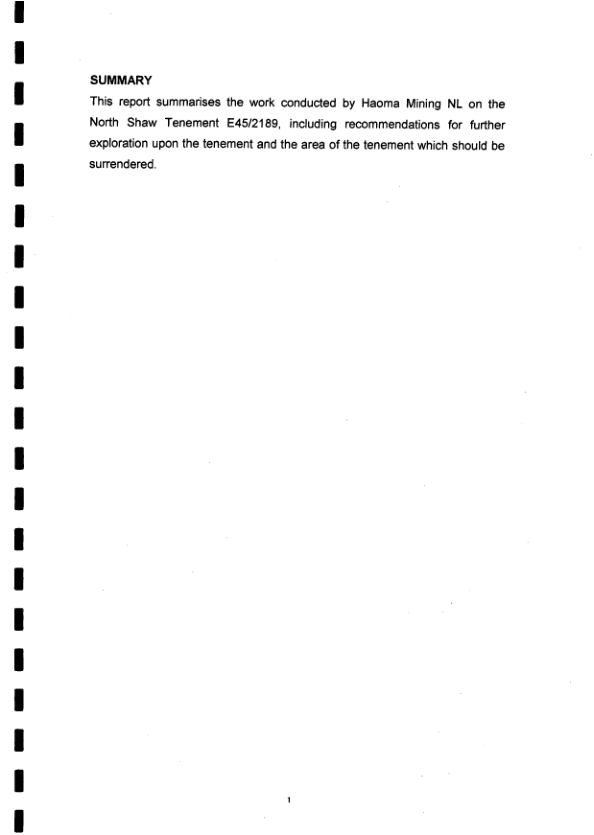 SUMMARY
This report summarises the work conducted by Haoma Mining NL on the
North Shaw Tenement E45/2189, including recommendations for further
exploration upon the tenement and the area of the tenement which should be
surrendered.
1